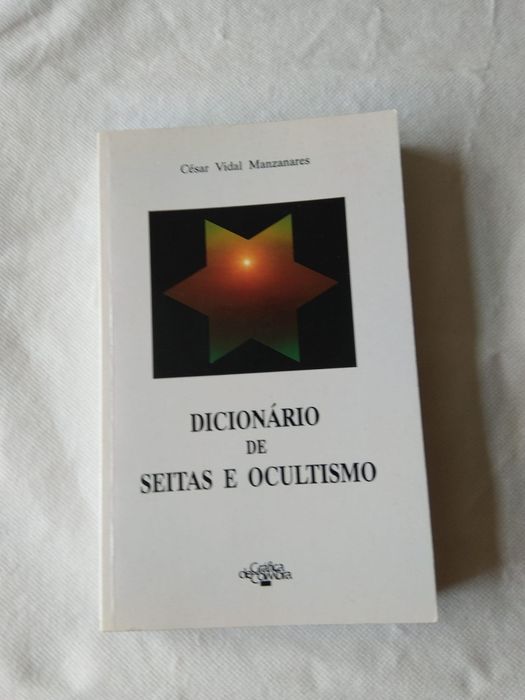 César Vidal Manzanares
DICIONÁRIO
DE
SEITAS E OCULTISMO
Gráfica
de Coimbra